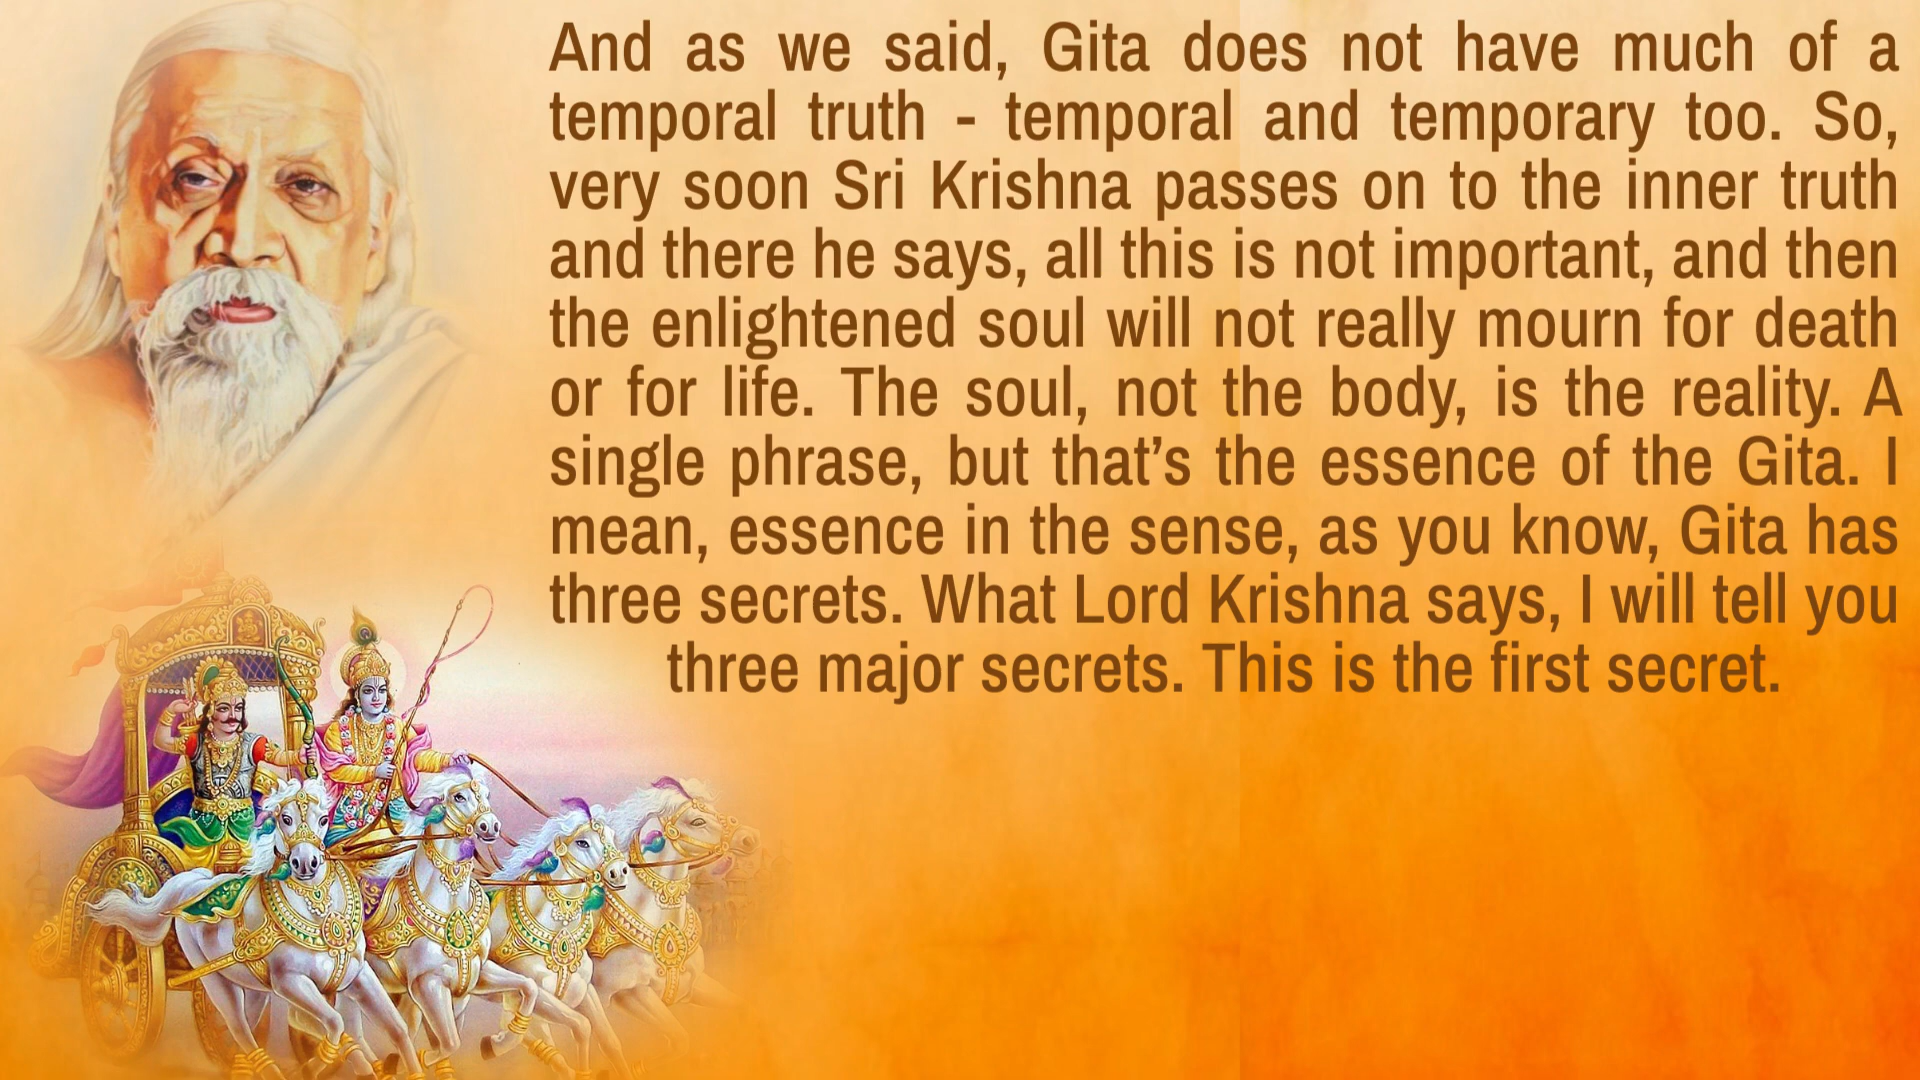 And as we said, Gita does not have much of a
temporal truth - temporal and temporary too. So,
very soon Sri Krishna passes on to the inner truth
and there he says, all this is not important, and then
the enlightened soul will not really mourn for death
or for life. The soul, not the body, is the reality. A
single phrase, but that’s the essence of the Gita. I
mean, essence in the sense, as you know, Gita has
three secrets. What Lord Krishna says, I will tell you
three major secrets. This is the first secret.